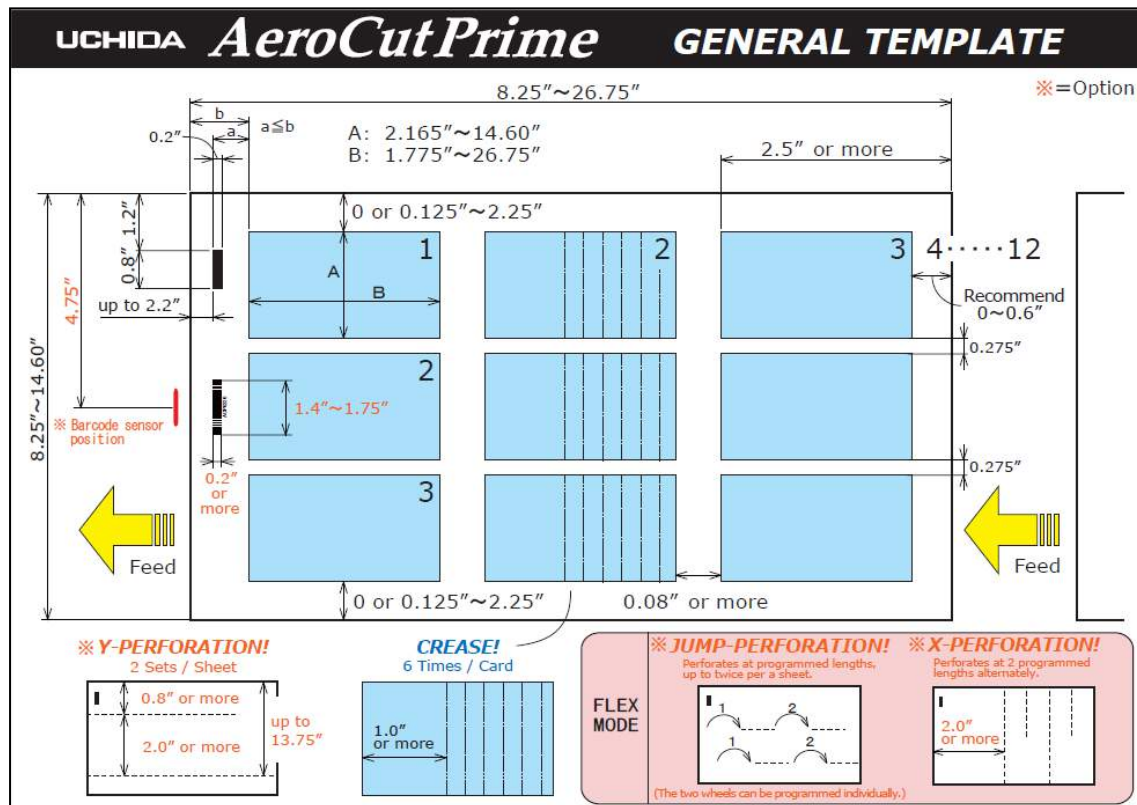 UCHIDA AeroCutPrime GENERAL TEMPLATE
※=Option
8.25”~26.75”
b
a
a≦b
0.2”
A: 2.165”~14.60”
B: 1.775”~26.75”
2.5” or more
0 or 0.125”~2.25”
1.2”
0.8”
4.75”
8.25”~14.60”
up to 2.2”
1
A
B
2
3
4·····12
Recommend
0~0.6”
0.275”
2
1.4”~1.75”
※ Barcode sensor
position
0.2”
or
more
0.275”
3
Feed
Feed
0 or 0.125”~2.25”
0.08” or more
※Y-PERFORATION!
2 Sets / Sheet
0.8” or more
2.0” or more
up to
13.75”
CREASE!
6 Times / Card
1.0”
or more
FLEX
MODE
※JUMP-PERFORATION!
Perforates at programmed lengths,
up to twice per a sheet.
1 2
1 2
(The two wheels can be programmed individually.)
※X-PERFORATION!
Perforates at 2 programmed
lengths alternately.
2.0”
or more